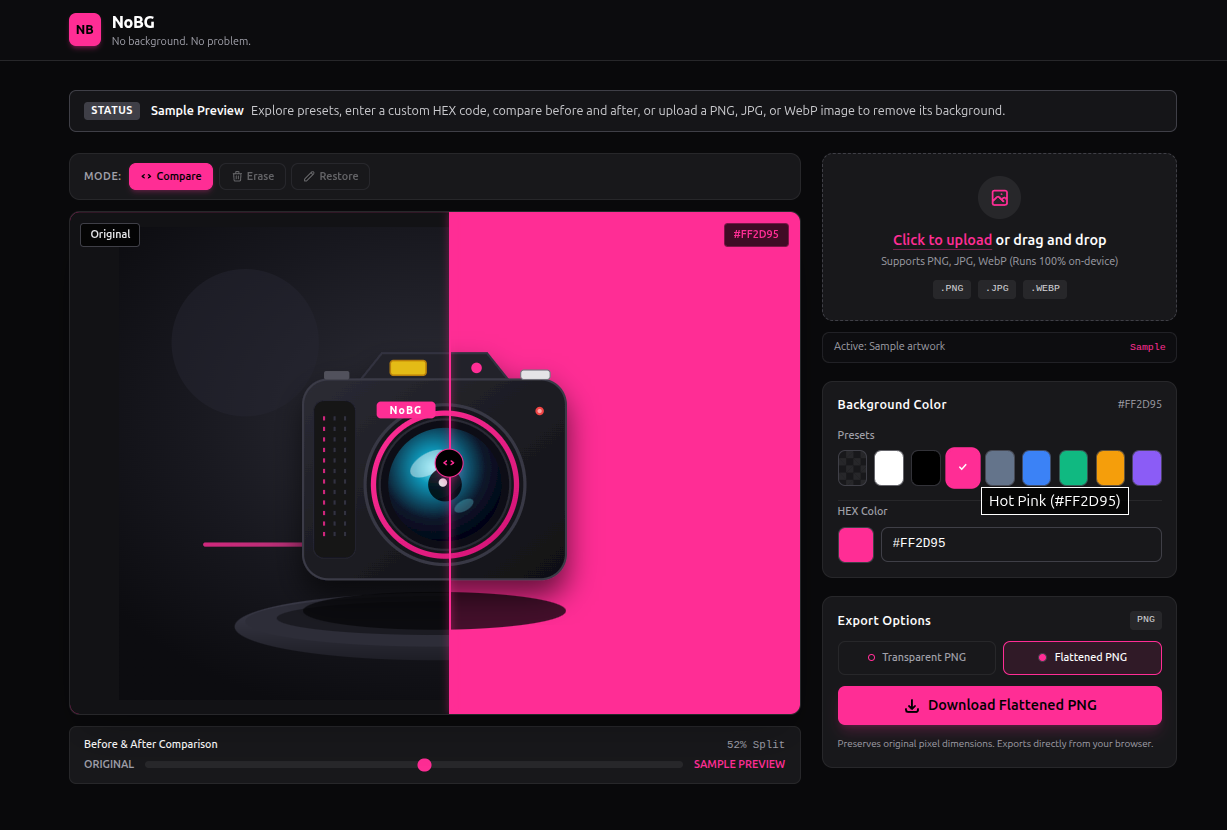 NB
NoBG
No background. No problem.
STATUS Sample Preview Explore presets, enter a custom HEX code, compare before and after, or upload a PNG, JPG, or WebP image to remove its background.
MODE: Compare Erase Restore
Original
#FF2D95
NoBG
Before & After Comparison 52% Split
ORIGINAL SAMPLE PREVIEW
Click to upload or drag and drop
Supports PNG, JPG, WebP (Runs 100% on-device)
.PNG .JPG .WEBP
Active: Sample artwork Sample
Background Color #FF2D95
Presets
Hot Pink (#FF2D95)
HEX Color
#FF2D95
Export Options PNG
Transparent PNG Flattened PNG
Download Flattened PNG
Preserves original pixel dimensions. Exports directly from your browser.